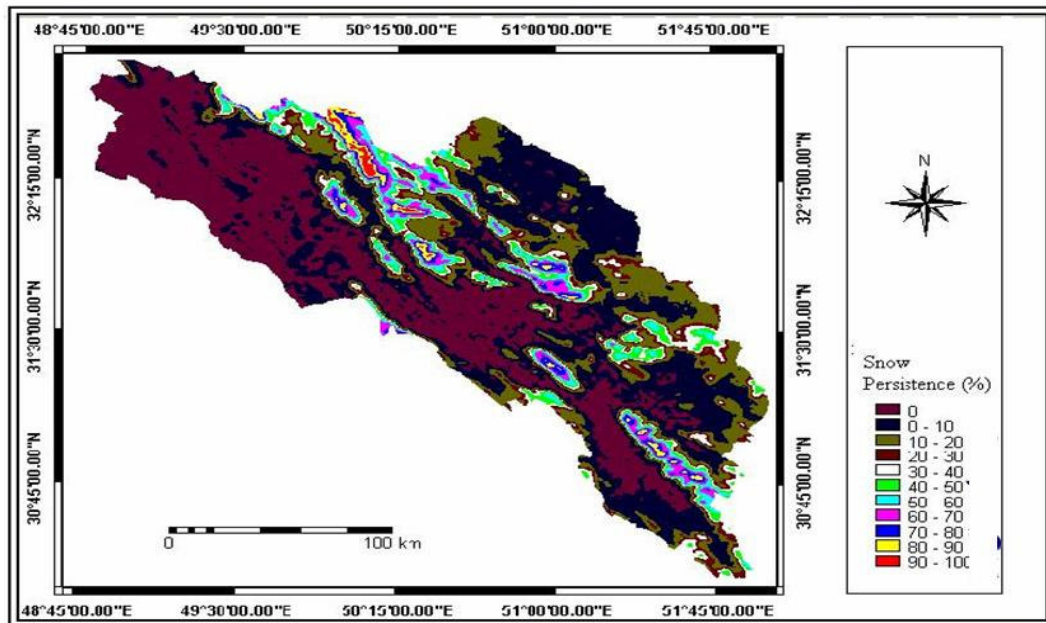 48°45'00.00"E 49°30'00.00"E 50°15'00.00"E 51°00'00.00"E 51°45'00.00"E
32°15'00.00"N
31°30'00.00"N
30°45'00.00"N
32°15'00.00"N
31°30'00.00"N
30°45'00.00"N
0 100 km
48°45'00.00"E 49°30'00.00"E 50°15'00.00"E 51°00'00.00"E 51°45'00.00"E
N
Snow
Persistence (%)
0
0 - 10
10 - 20
20 - 30
30 - 40
40 - 50
50 - 60
60 - 70
70 - 80
80 - 90
90 - 100